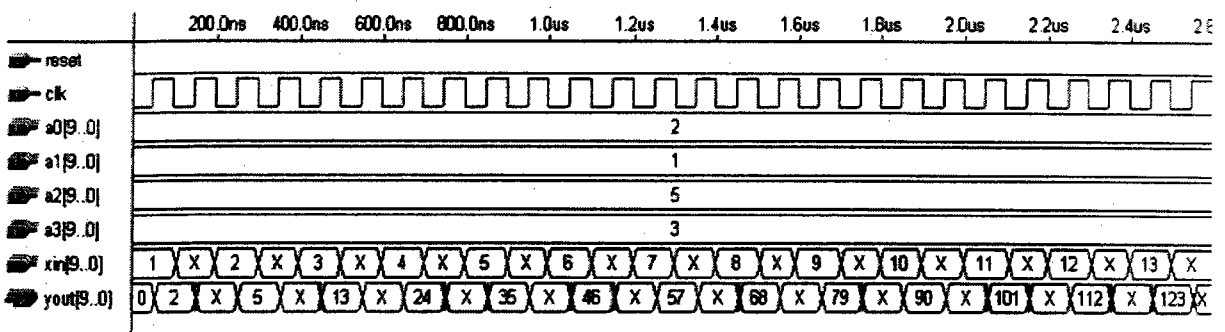 200.0ns 400.0ns 600.0ns 800.0ns 1.0us 1.2us 1.4us 1.6us 1.8us 2.0us 2.2us 2.4us
reset
clk
a0[9..0] 2
a1[9..0] 1
a2[9..0] 5
a3[9..0] 3
xin[9..0] 1 X 2 X 3 X 4 X 5 X 6 X 7 X 8 X 9 X 10 X 11 X 12 X 13 X
yout[9..0] 0 2 X 5 X 13 X 24 X 35 X 46 X 57 X 68 X 79 X 90 X 101 X 112 X 123 X